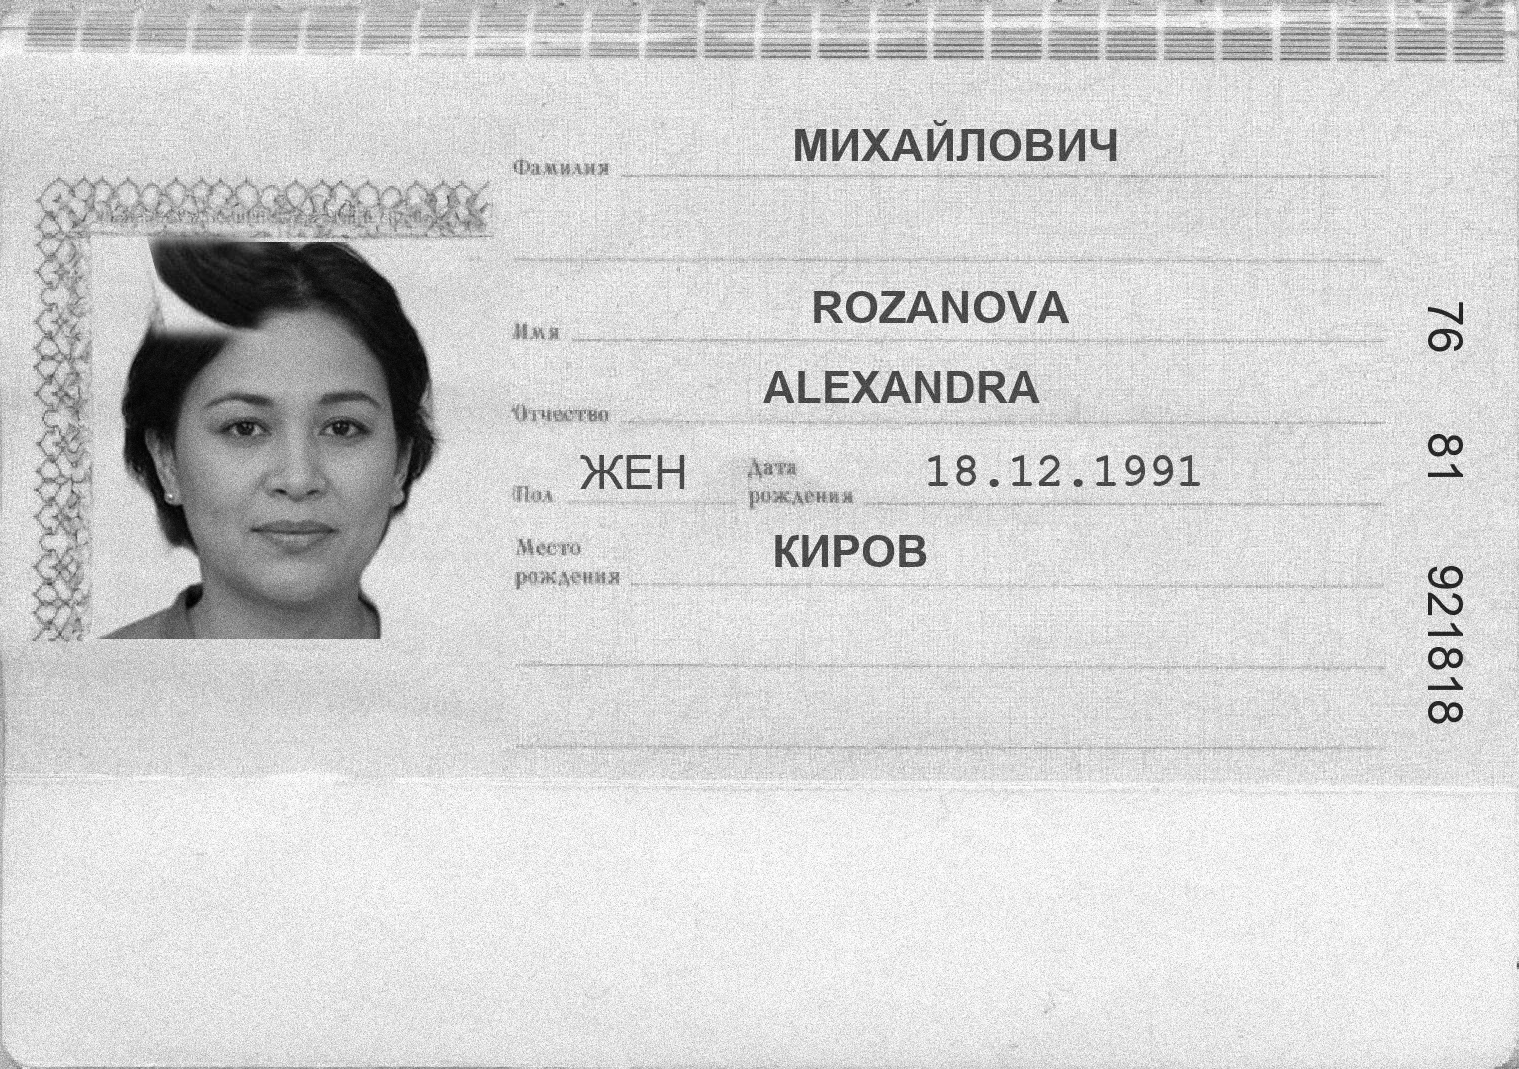 Фамилия МИХАЙЛОВИЧ
Имя ROZANOVA
Отчество ALEXANDRA
Пол ЖЕН Дата рождения 18.12.1991
Место рождения КИРОВ
76 81 921818